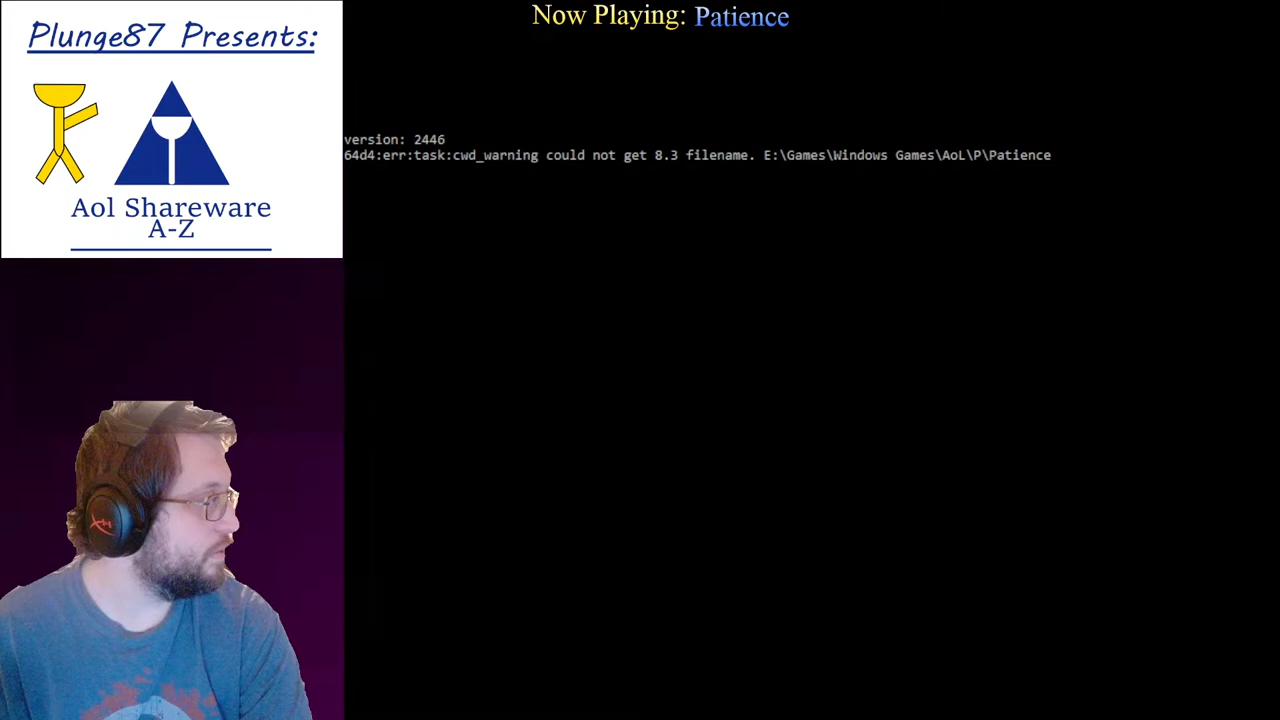 Plunge87 Presents:
Aol Shareware
A-Z
Now Playing: Patience
version: 2446
64d4:err:task:cwd_warning could not get 8.3 filename. E:\Games\Windows Games\AoL\P\Patience